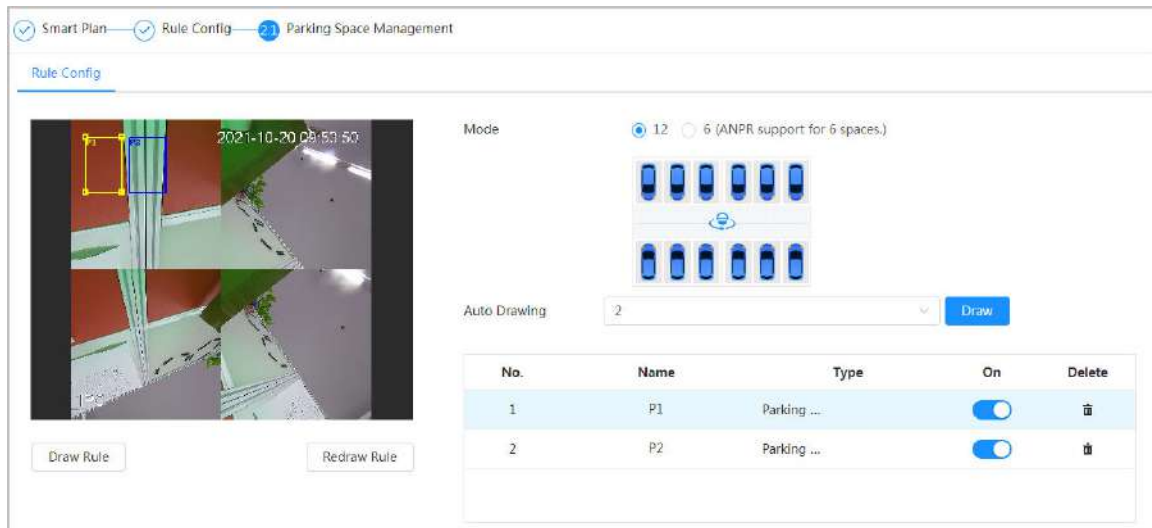 Smart Plan Rule Config 2.1 Parking Space Management
Rule Config
P1 P2 2021-10-20 09:53:50
IPC
Draw Rule Redraw Rule
Mode 12 6 (ANPR support for 6 spaces.)
Auto Drawing 2 Draw
No. Name Type On Delete
1 P1 Parking ...
2 P2 Parking ...